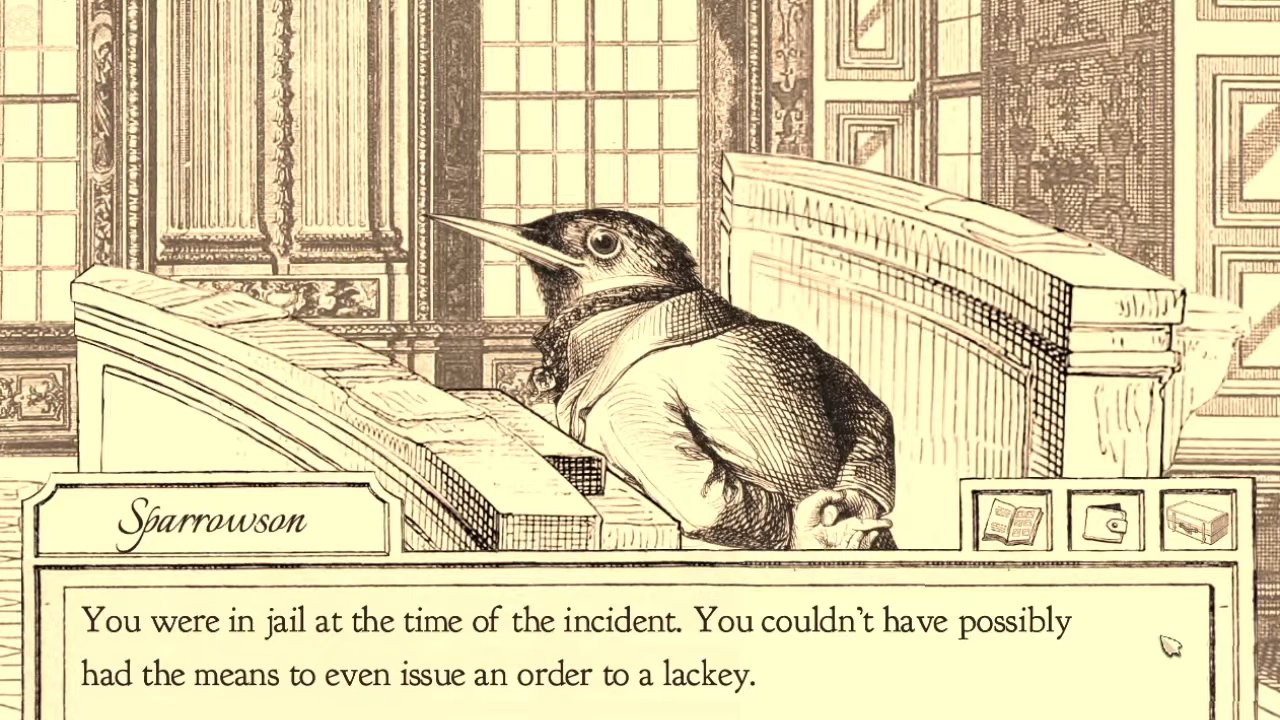 Sparrowson
You were in jail at the time of the incident. You couldn't have possibly
had the means to even issue an order to a lackey.